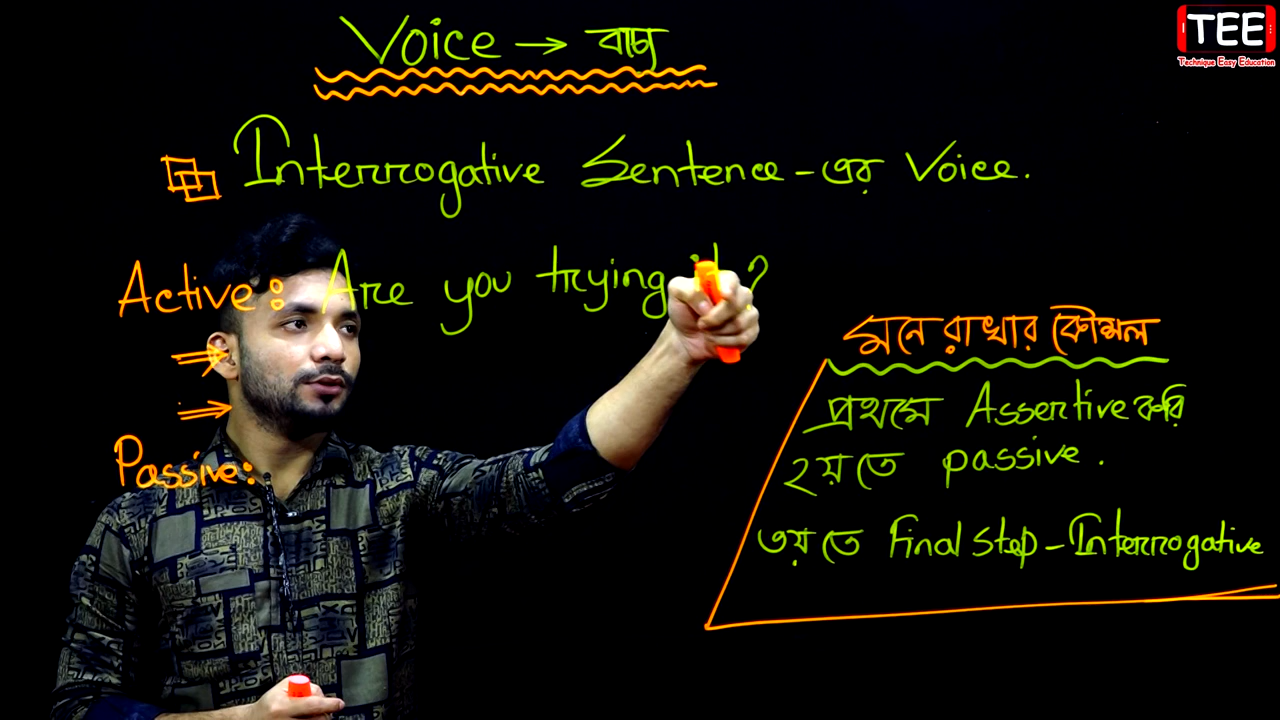 TEE
Technique Easy Education
Voice → বাচ্য
Interrogative Sentence-এর Voice.
Active: Are you trying it?
⇒
⇒
Passive:
মনে রাখার কৌশল
প্রথমে Assertive করি
২য় তে passive.
৩য় তে Final Step-Interrogative